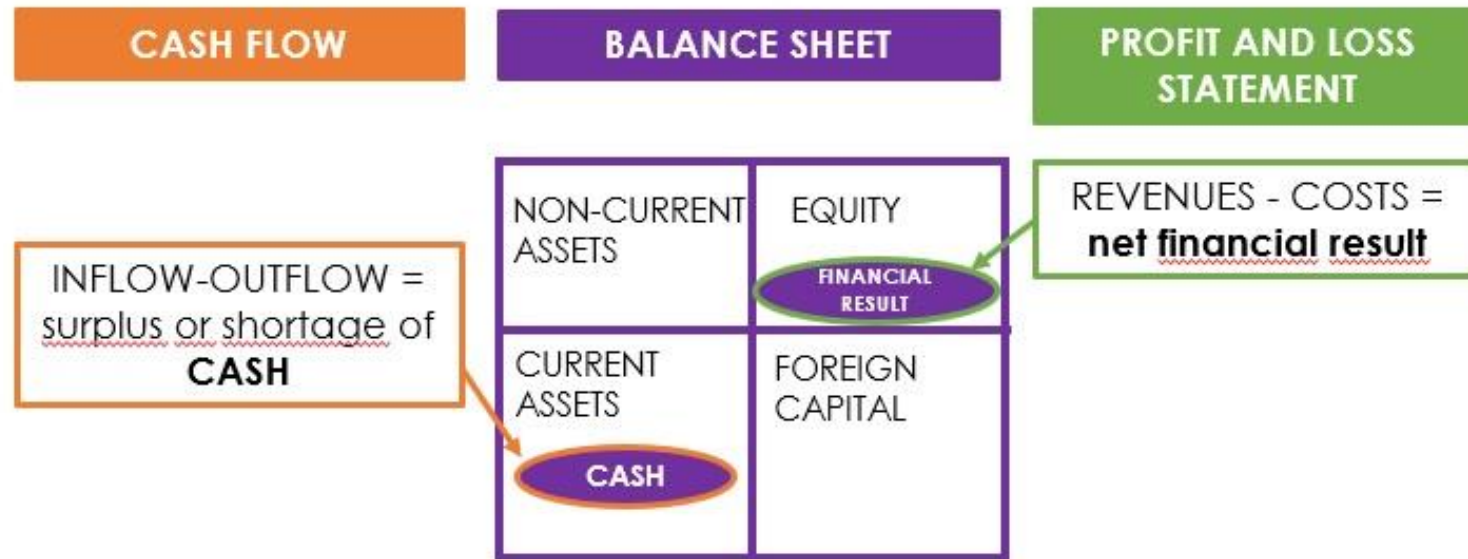 CASH FLOW
BALANCE SHEET
PROFIT AND LOSS
STATEMENT
INFLOW-OUTFLOW =
surplus or shortage of
CASH
NON-CURRENT
ASSETS
EQUITY
FINANCIAL
RESULT
CURRENT
ASSETS
CASH
FOREIGN
CAPITAL
REVENUES - COSTS =
net financial result